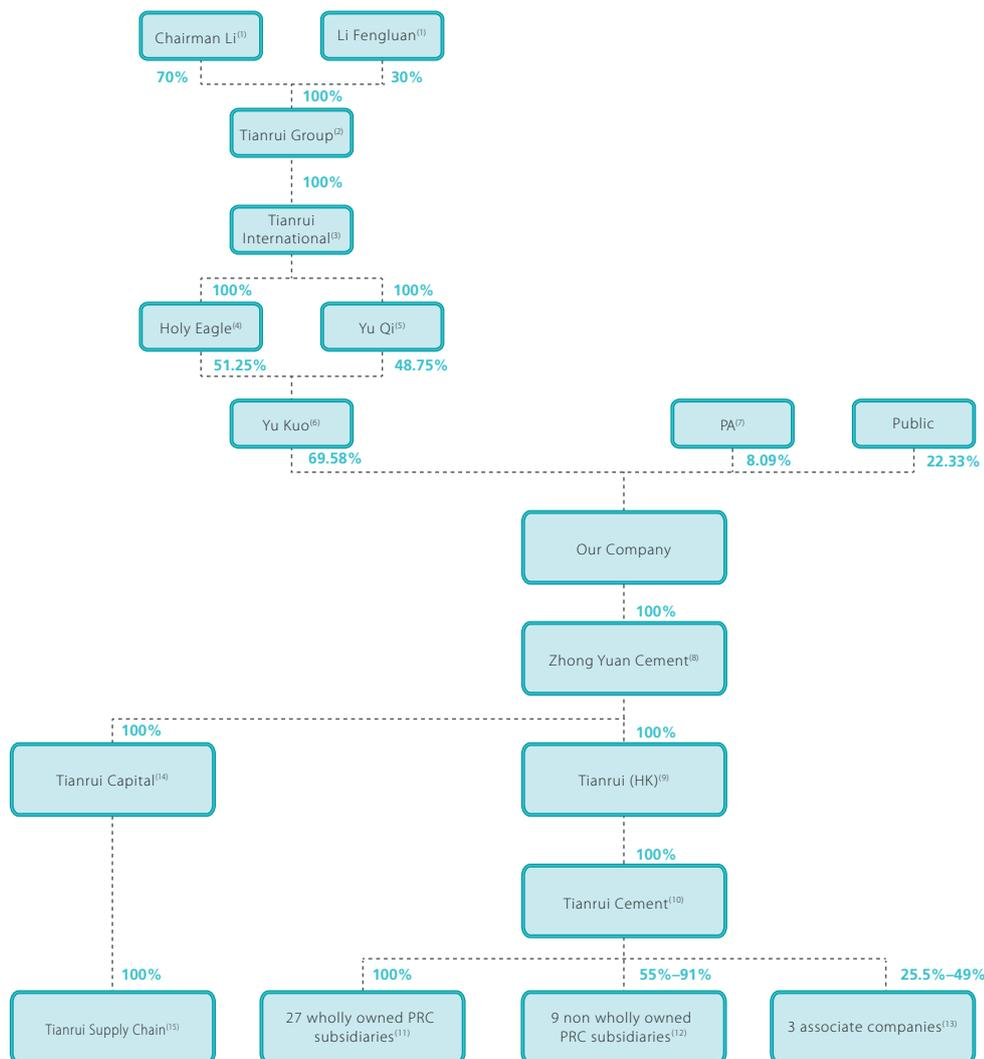 Chairman Li(1)
Li Fengluan(1)
70%
30%
100%
Tianrui Group(2)
100%
Tianrui
International(3)
100%
100%
Holy Eagle(4)
Yu Qi(5)
51.25%
48.75%
Yu Kuo(6)
PA(7)
Public
69.58%
8.09%
22.33%
Our Company
100%
Zhong Yuan Cement(8)
100%
100%
Tianrui Capital(14)
Tianrui (HK)(9)
100%
Tianrui Cement(10)
100%
100%
55%–91%
25.5%–49%
Tianrui Supply Chain(15)
27 wholly owned PRC
subsidiaries(11)
9 non wholly owned
PRC subsidiaries(12)
3 associate companies(13)